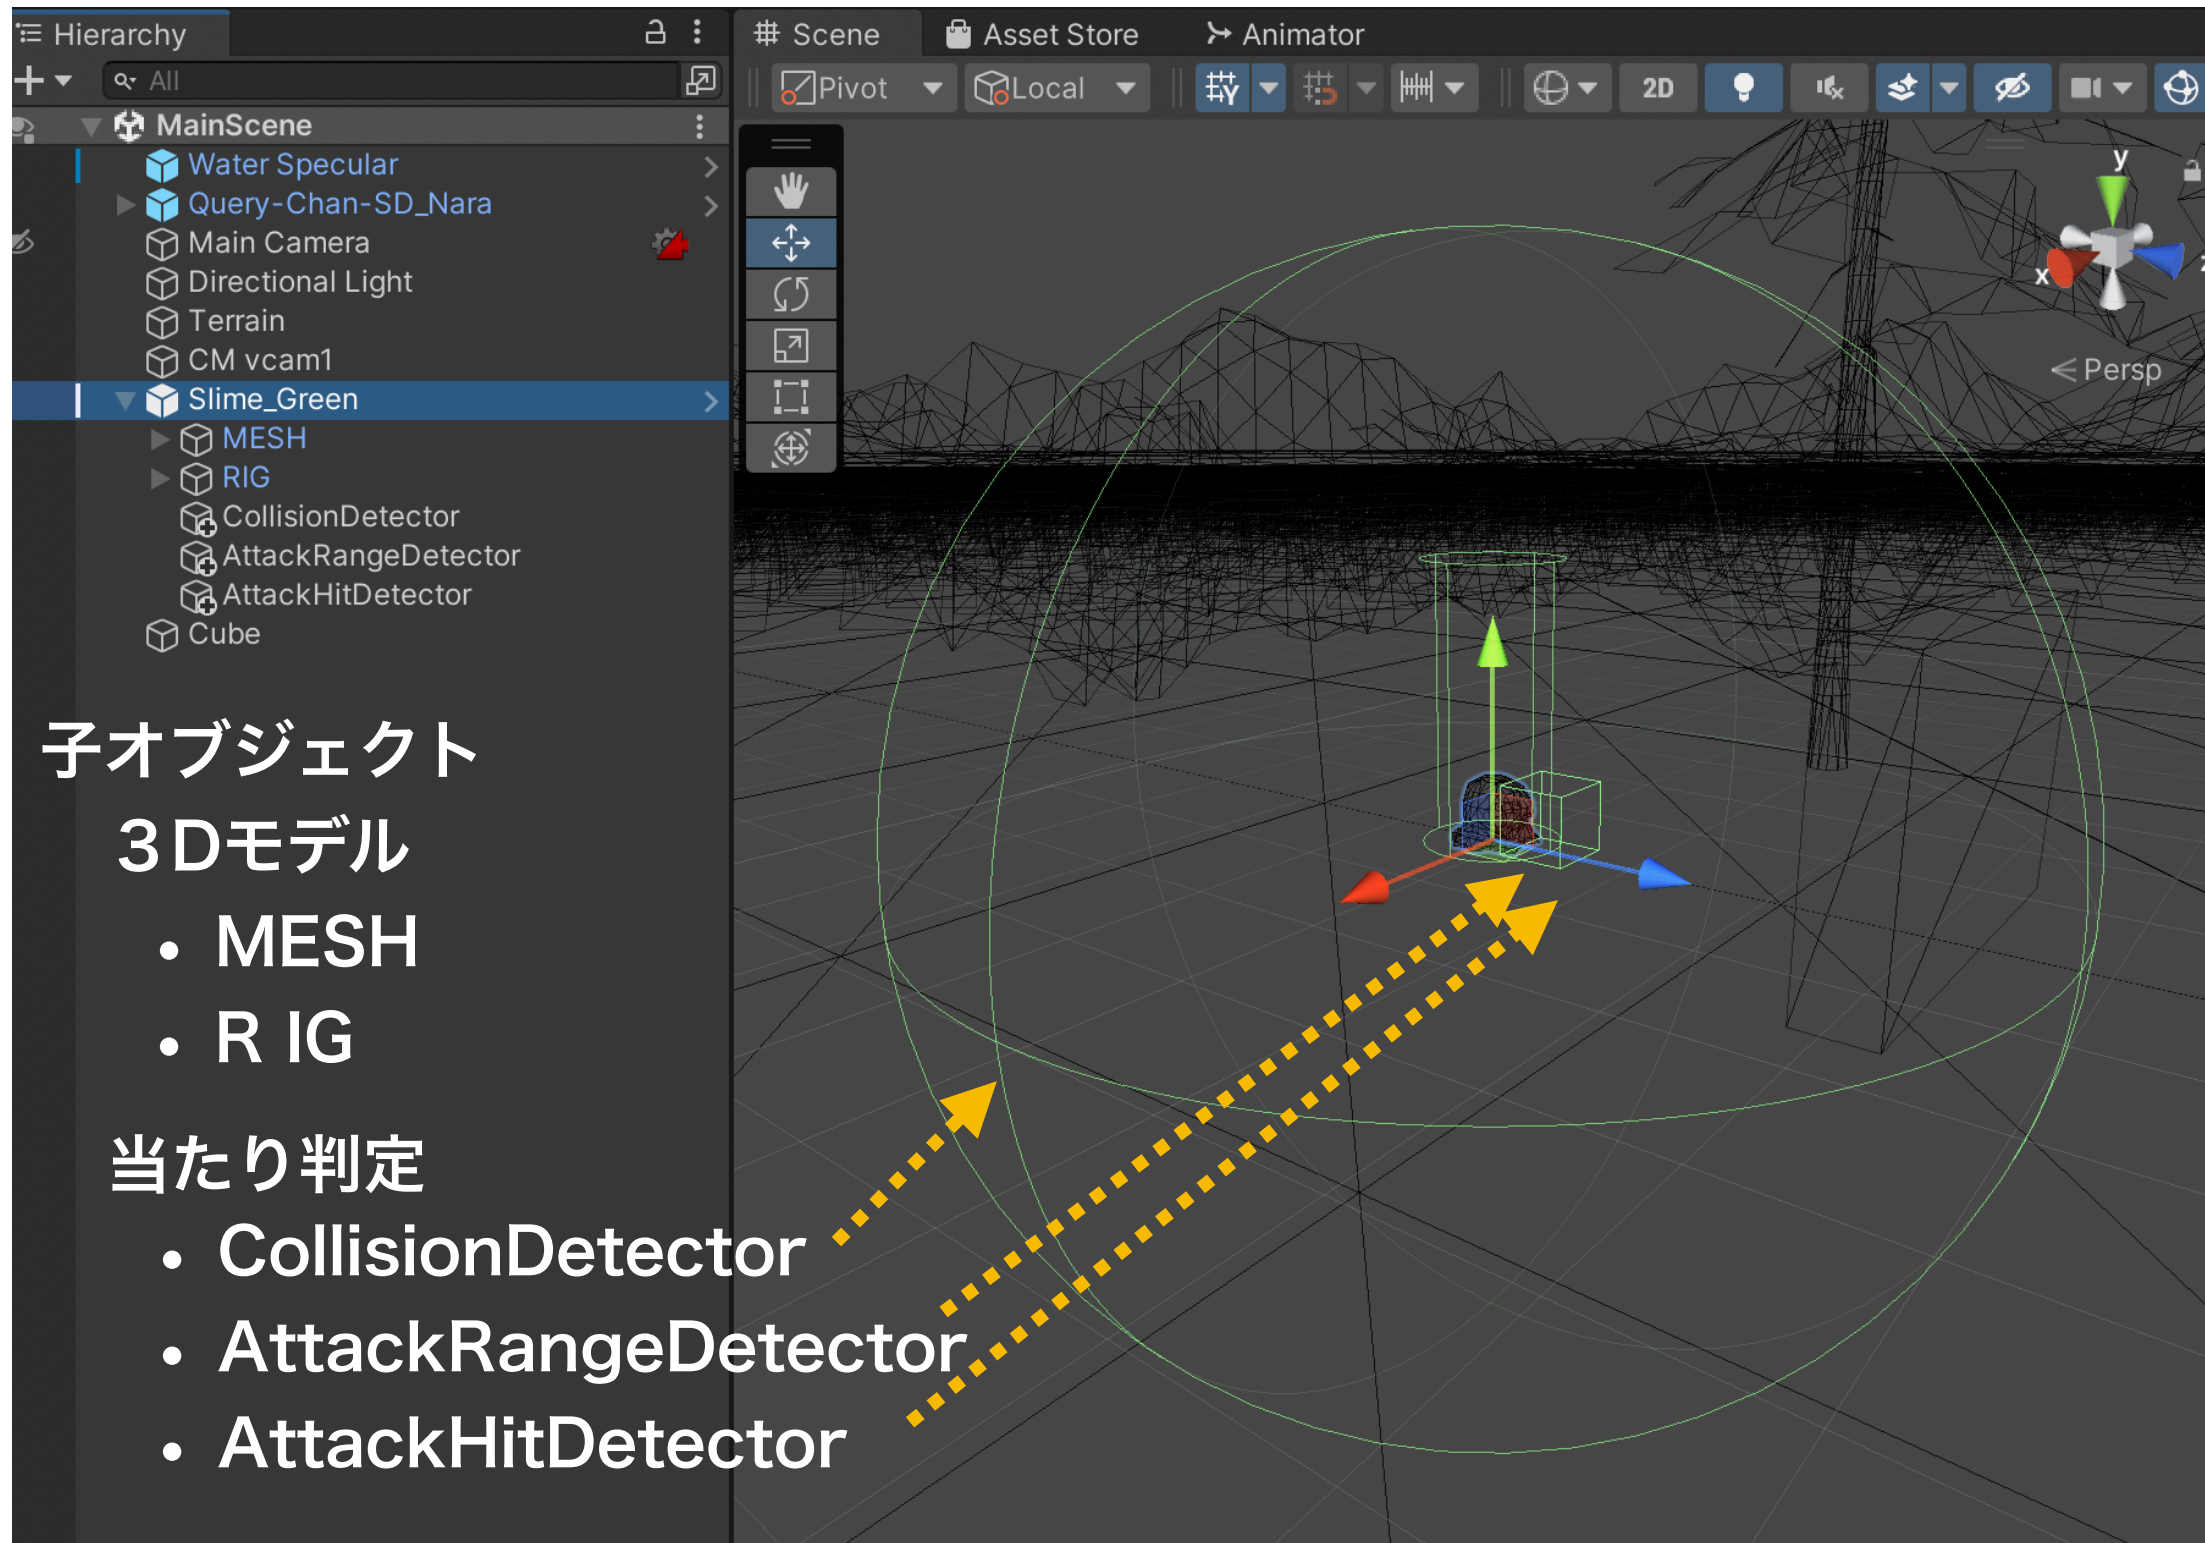 Hierarchy
All
MainScene
Water Specular
Query-Chan-SD_Nara
Main Camera
Directional Light
Terrain
CM vcam1
Slime_Green
MESH
RIG
CollisionDetector
AttackRangeDetector
AttackHitDetector
Cube
子オブジェクト
３Dモデル
• MESH
• R IG
当たり判定
• CollisionDetector
• AttackRangeDetector
• AttackHitDetector
Scene Asset Store Animator
Pivot Local 2D
y
x
z
Persp